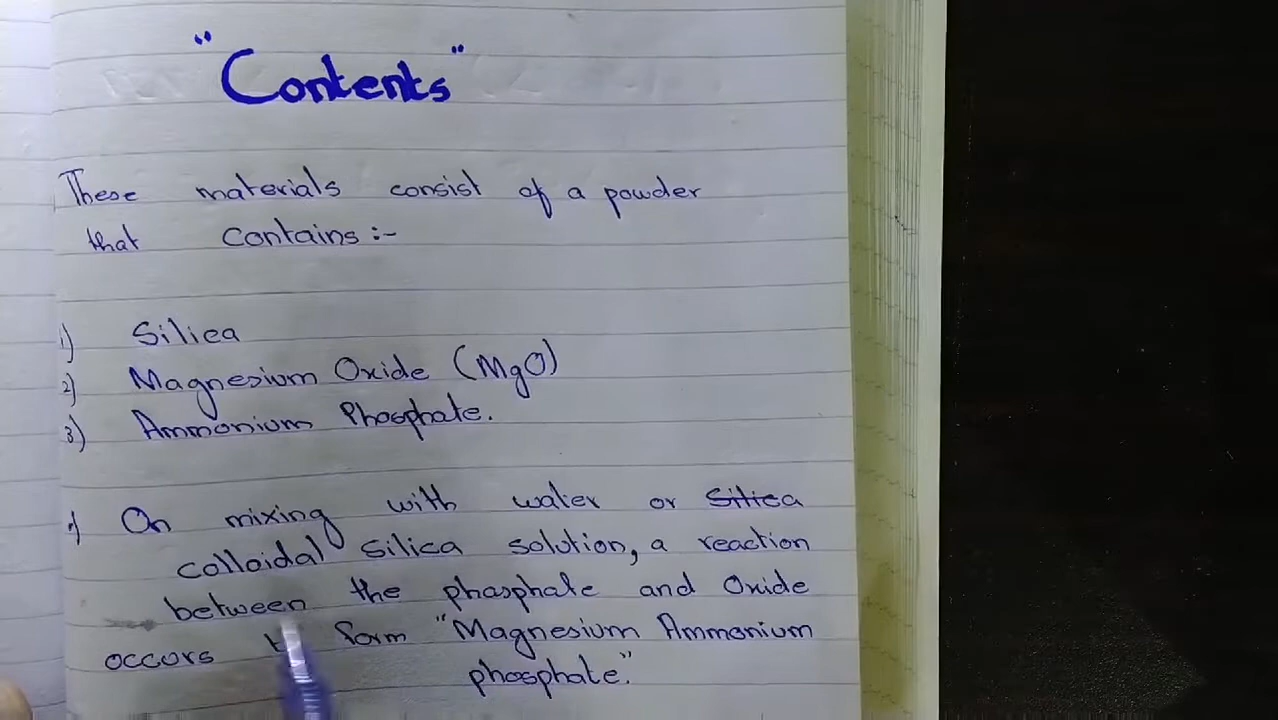 "Contents"
These materials consist of a powder
that contains:-
1) Silica
2) Magnesium Oxide (MgO)
3) Ammonium Phosphate.
On mixing with water or Silica
colloidal silica solution, a reaction
between the phosphate and Oxide
occurs form "Magnesium Ammonium
phosphate."